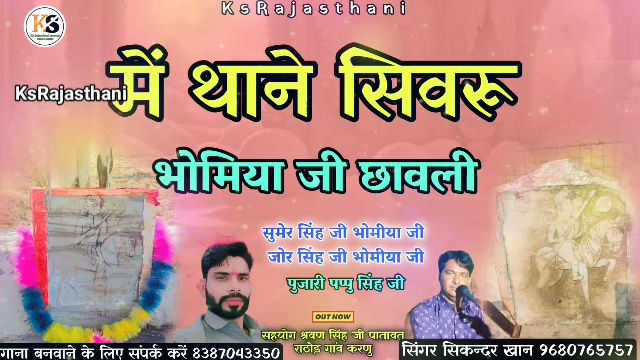 KsRajasthani
KS
KsRajasthani
में थाने सिवरू
भोमिया जी छावली
सुमेर सिंह जी भोमीया जी
जोर सिंह जी भोमीया जी
पुजारी पप्पु सिंह जी
OUT NOW
सहयोग श्रवण सिंह जी पातावत
राठौड़ गांव करणु
गाना बनवाने के लिए संपर्क करें 8387043350
सिंगर सिकन्दर खान 9680765757